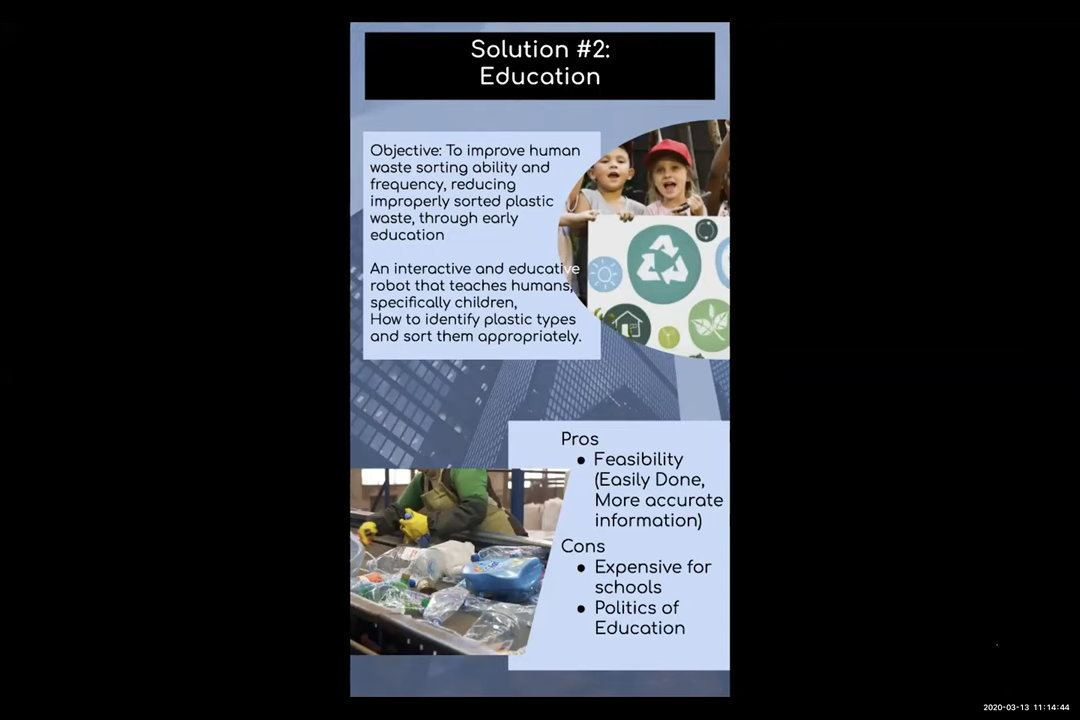 Solution #2:
Education
Objective: To improve human
waste sorting ability and
frequency, reducing
improperly sorted plastic
waste, through early
education
An interactive and educative
robot that teaches humans,
specifically children,
How to identify plastic types
and sort them appropriately.
Pros
● Feasibility
(Easily Done,
More accurate
information)
Cons
● Expensive for
schools
● Politics of
Education
2020-03-13 11:14:44